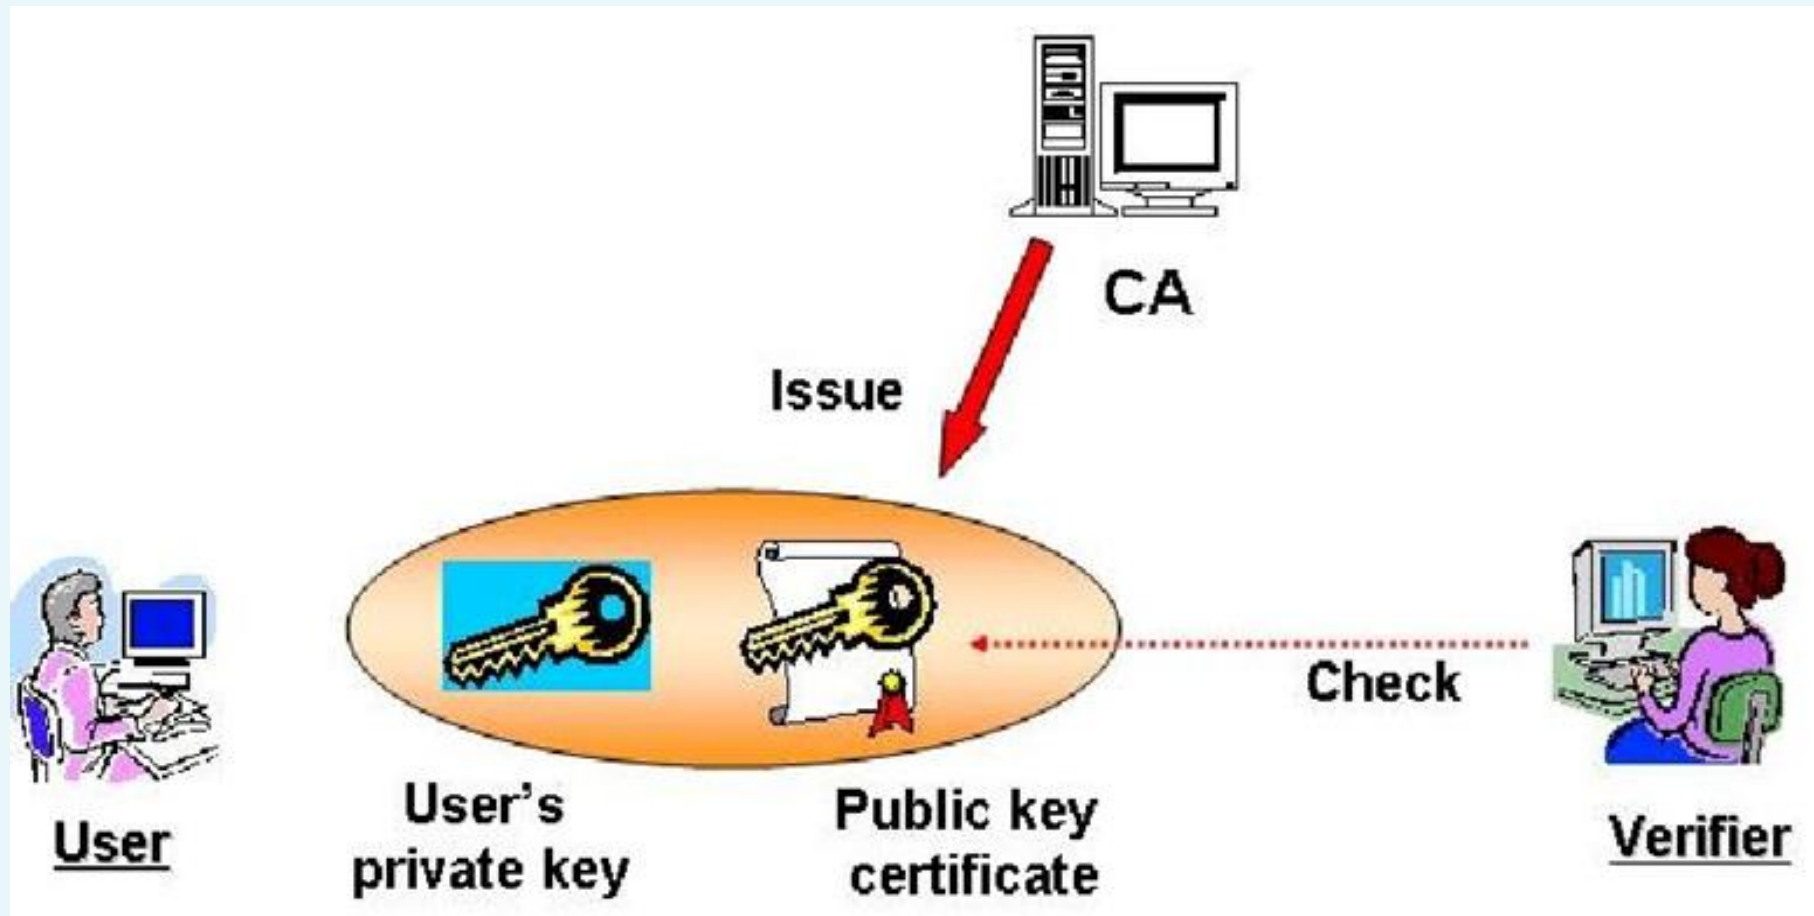 CA
Issue
Check
User
User's
private key
Public key
certificate
Verifier